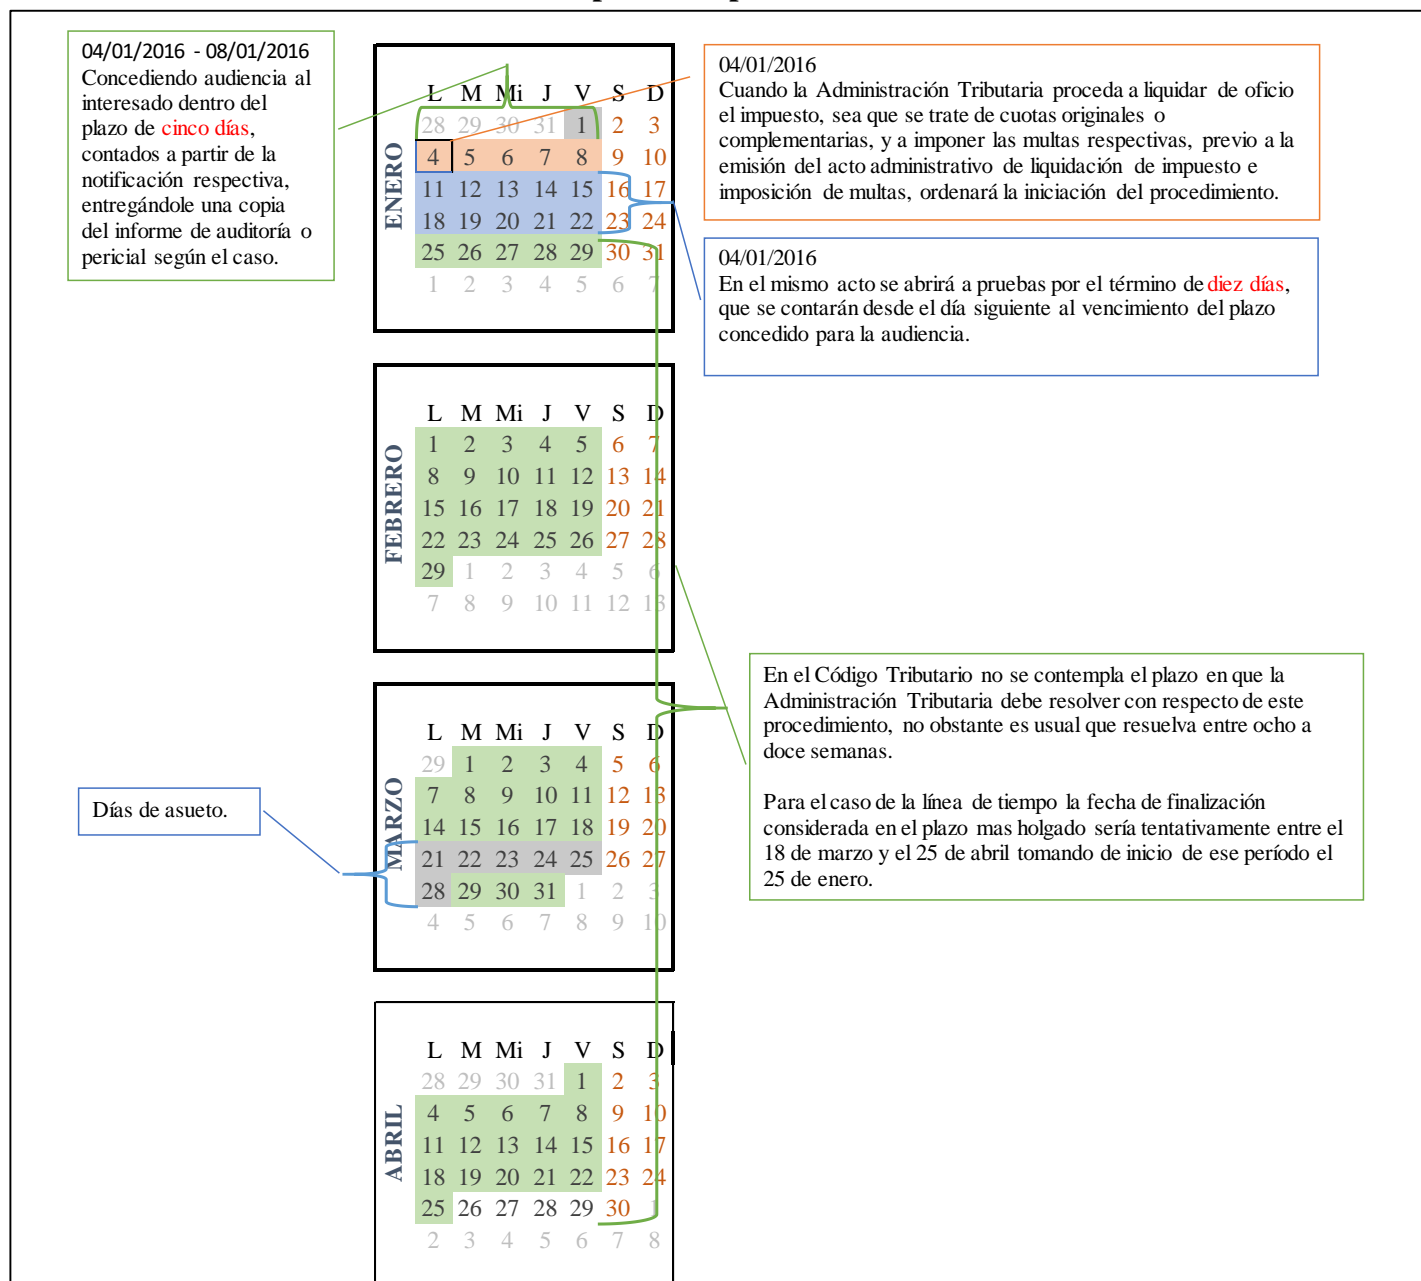 04/01/2016 - 08/01/2016
Concediendo audiencia al
interesado dentro del
plazo de cinco días,
contados a partir de la
notificación respectiva,
entregándole una copia
del informe de auditoría o
pericial según el caso.
04/01/2016
Cuando la Administración Tributaria proceda a liquidar de oficio
el impuesto, sea que se trate de cuotas originales o
complementarias, y a imponer las multas respectivas, previo a la
emisión del acto administrativo de liquidación de impuesto e
imposición de multas, ordenará la iniciación del procedimiento.
04/01/2016
En el mismo acto se abrirá a pruebas por el término de diez días,
que se contarán desde el día siguiente al vencimiento del plazo
concedido para la audiencia.
ENERO
L M Mi J V S D
28 29 30 31 1 2 3
4 5 6 7 8 9 10
11 12 13 14 15 16 17
18 19 20 21 22 23 24
25 26 27 28 29 30 31
1 2 3 4 5 6 7
FEBRERO
L M Mi J V S D
1 2 3 4 5 6 7
8 9 10 11 12 13 14
15 16 17 18 19 20 21
22 23 24 25 26 27 28
29 1 2 3 4 5 6
7 8 9 10 11 12 13
En el Código Tributario no se contempla el plazo en que la
Administración Tributaria debe resolver con respecto de este
procedimiento, no obstante es usual que resuelva entre ocho a
doce semanas.
Para el caso de la línea de tiempo la fecha de finalización
considerada en el plazo mas holgado sería tentativamente entre el
18 de marzo y el 25 de abril tomando de inicio de ese período el
25 de enero.
Días de asueto.
MARZO
L M Mi J V S D
29 1 2 3 4 5 6
7 8 9 10 11 12 13
14 15 16 17 18 19 20
21 22 23 24 25 26 27
28 29 30 31 1 2 3
4 5 6 7 8 9 10
ABRIL
L M Mi J V S D
28 29 30 31 1 2 3
4 5 6 7 8 9 10
11 12 13 14 15 16 17
18 19 20 21 22 23 24
25 26 27 28 29 30 1
2 3 4 5 6 7 8